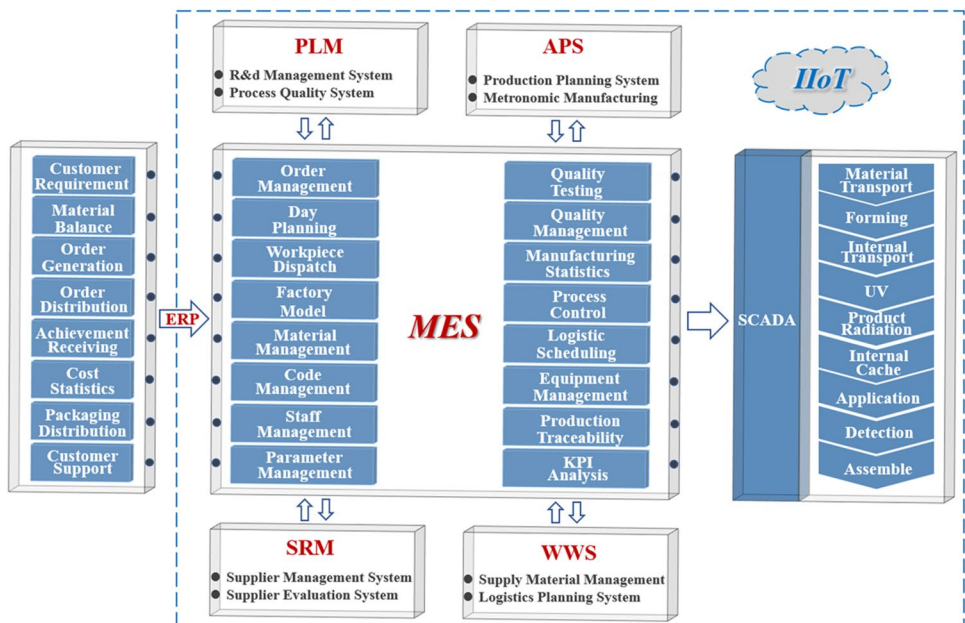 PLM
R&d Management System
Process Quality System
APS
Production Planning System
Metronomic Manufacturing
IIoT
Customer
Requirement
Material
Balance
Order
Generation
Order
Distribution
Achievement
Receiving
Cost
Statistics
Packaging
Distribution
Customer
Support
ERP
Order
Management
Day
Planning
Workpiece
Dispatch
Factory
Model
Material
Management
Code
Management
Staff
Management
Parameter
Management
MES
Quality
Testing
Quality
Management
Manufacturing
Statistics
Process
Control
Logistic
Scheduling
Equipment
Management
Production
Traceability
KPI
Analysis
SCADA
Material
Transport
Forming
Internal
Transport
UV
Product
Radiation
Internal
Cache
Application
Detection
Assemble
SRM
Supplier Management System
Supplier Evaluation System
WWS
Supply Material Management
Logistics Planning System